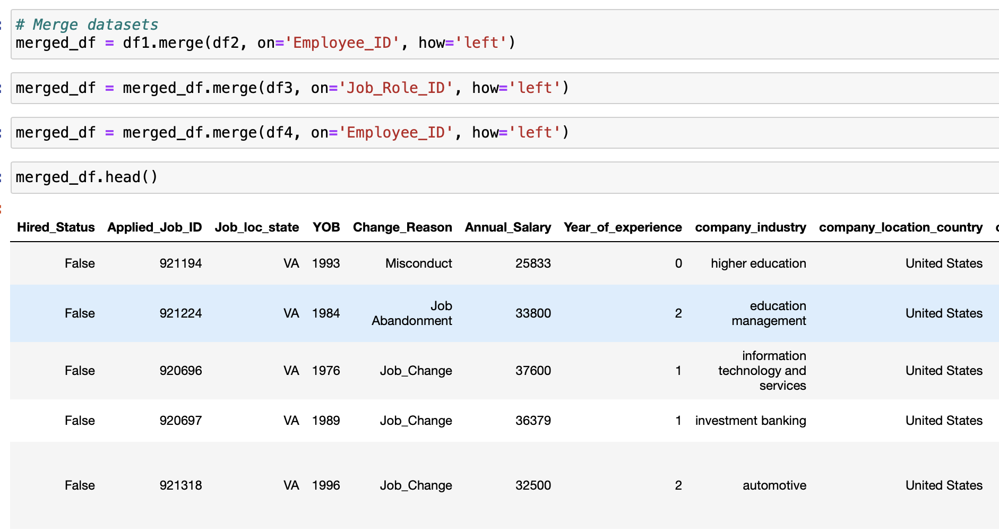 # Merge datasets
merged_df = df1.merge(df2, on='Employee_ID', how='left')
merged_df = merged_df.merge(df3, on='Job_Role_ID', how='left')
merged_df = merged_df.merge(df4, on='Employee_ID', how='left')
merged_df.head()
Hired_Status Applied_Job_ID Job_loc_state YOB Change_Reason Annual_Salary Year_of_experience company_industry company_location_country
False 921194 VA 1993 Misconduct 25833 0 higher education United States
False 921224 VA 1984 Job Abandonment 33800 2 education management United States
False 920696 VA 1976 Job_Change 37600 1 information technology and services United States
False 920697 VA 1989 Job_Change 36379 1 investment banking United States
False 921318 VA 1996 Job_Change 32500 2 automotive United States